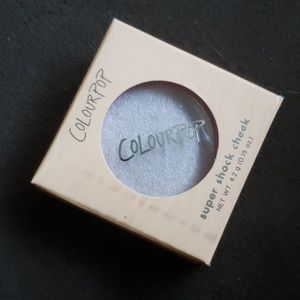 COLOURPOP
COLOURPOP
super shock cheek
NET WT. 4.2 g (0.15 oz.)